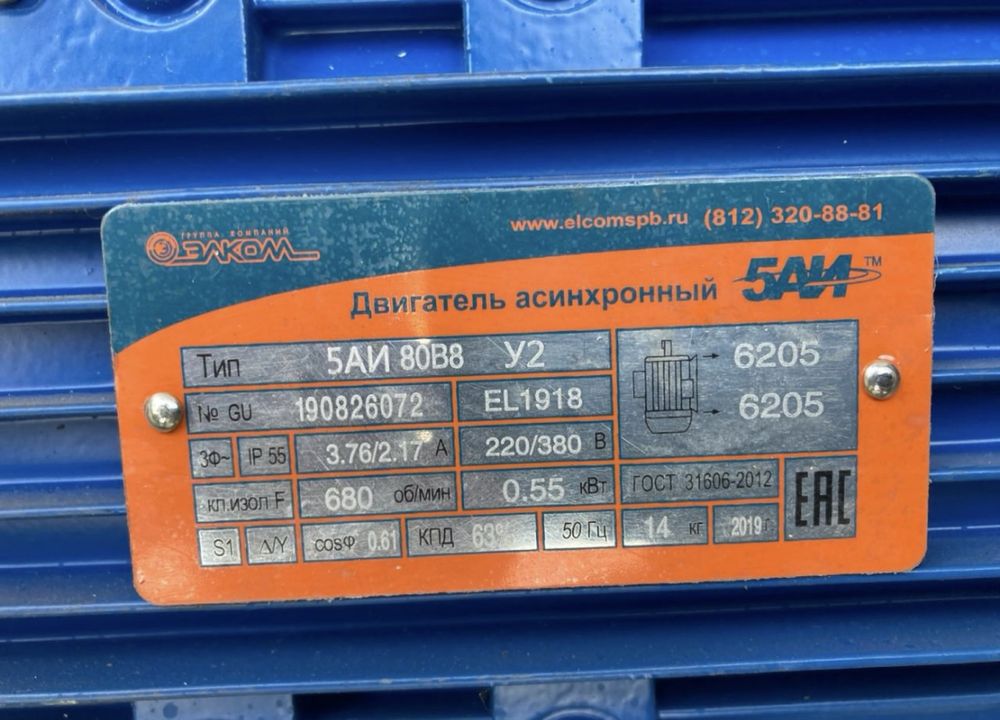 ГРУППА КОМПАНИЙ
ЭЛКОМ
www.elcomspb.ru (812) 320-88-81
Двигатель асинхронный 5АИ™
Тип 5АИ 80В8 У2
№ GU 190826072 EL1918
6205
6205
3Ф~ IP 55 3.76/2.17 А 220/380 В
кл.изол F 680 об/мин 0.55 кВт ГОСТ 31606-2012
S1 Δ/Y cosφ 0.61 КПД 63% 50 Гц 14 кг 2019 г.
EAC